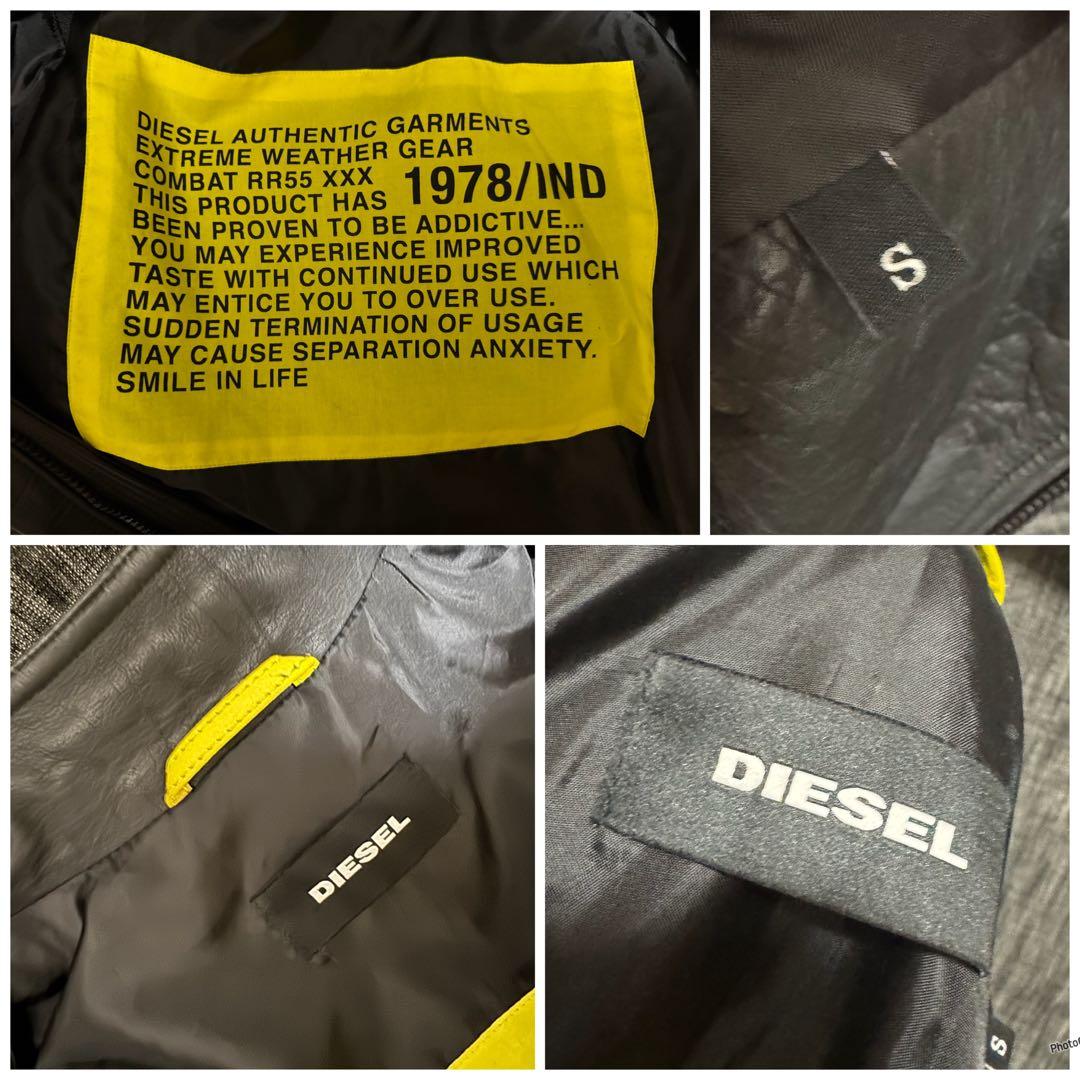 DIESEL AUTHENTIC GARMENTS
EXTREME WEATHER GEAR
COMBAT RR55 XXX
1978/IND
THIS PRODUCT HAS
BEEN PROVEN TO BE ADDICTIVE...
YOU MAY EXPERIENCE IMPROVED
TASTE WITH CONTINUED USE WHICH
MAY ENTICE YOU TO OVER USE.
SUDDEN TERMINATION OF USAGE
MAY CAUSE SEPARATION ANXIETY.
SMILE IN LIFE
S
DIESEL
DIESEL
S